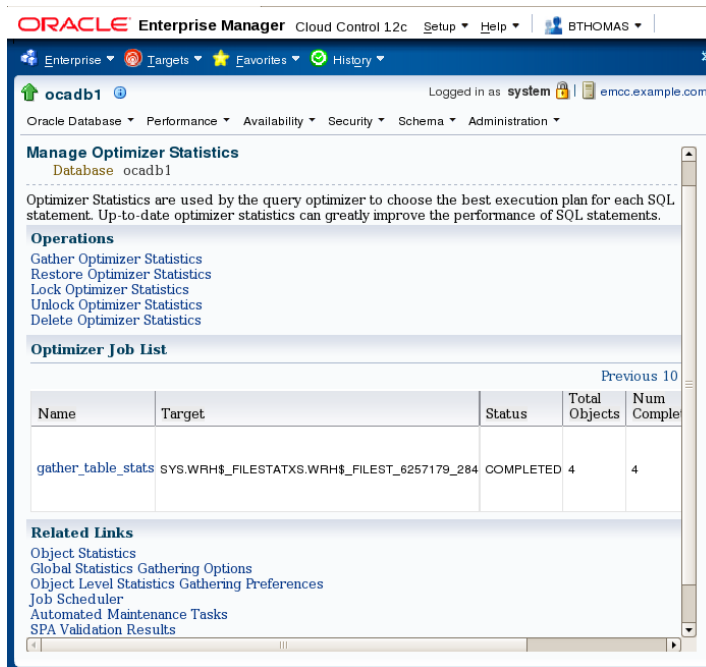 ORACLE Enterprise Manager Cloud Control 12c Setup Help BTHOMAS
Enterprise Targets Favorites History
ocadb1 Logged in as system emcc.example.com
Oracle Database Performance Availability Security Schema Administration
Manage Optimizer Statistics
Database ocadb1
Optimizer Statistics are used by the query optimizer to choose the best execution plan for each SQL
statement. Up-to-date optimizer statistics can greatly improve the performance of SQL statements.
Operations
Gather Optimizer Statistics
Restore Optimizer Statistics
Lock Optimizer Statistics
Unlock Optimizer Statistics
Delete Optimizer Statistics
Optimizer Job List
Previous 10
Name Target Status Total Objects Num Complet
gather_table_stats SYS.WRH$_FILESTATXS.WRH$_FILEST_6257179_284 COMPLETED 4 4
Related Links
Object Statistics
Global Statistics Gathering Options
Object Level Statistics Gathering Preferences
Job Scheduler
Automated Maintenance Tasks
SPA Validation Results